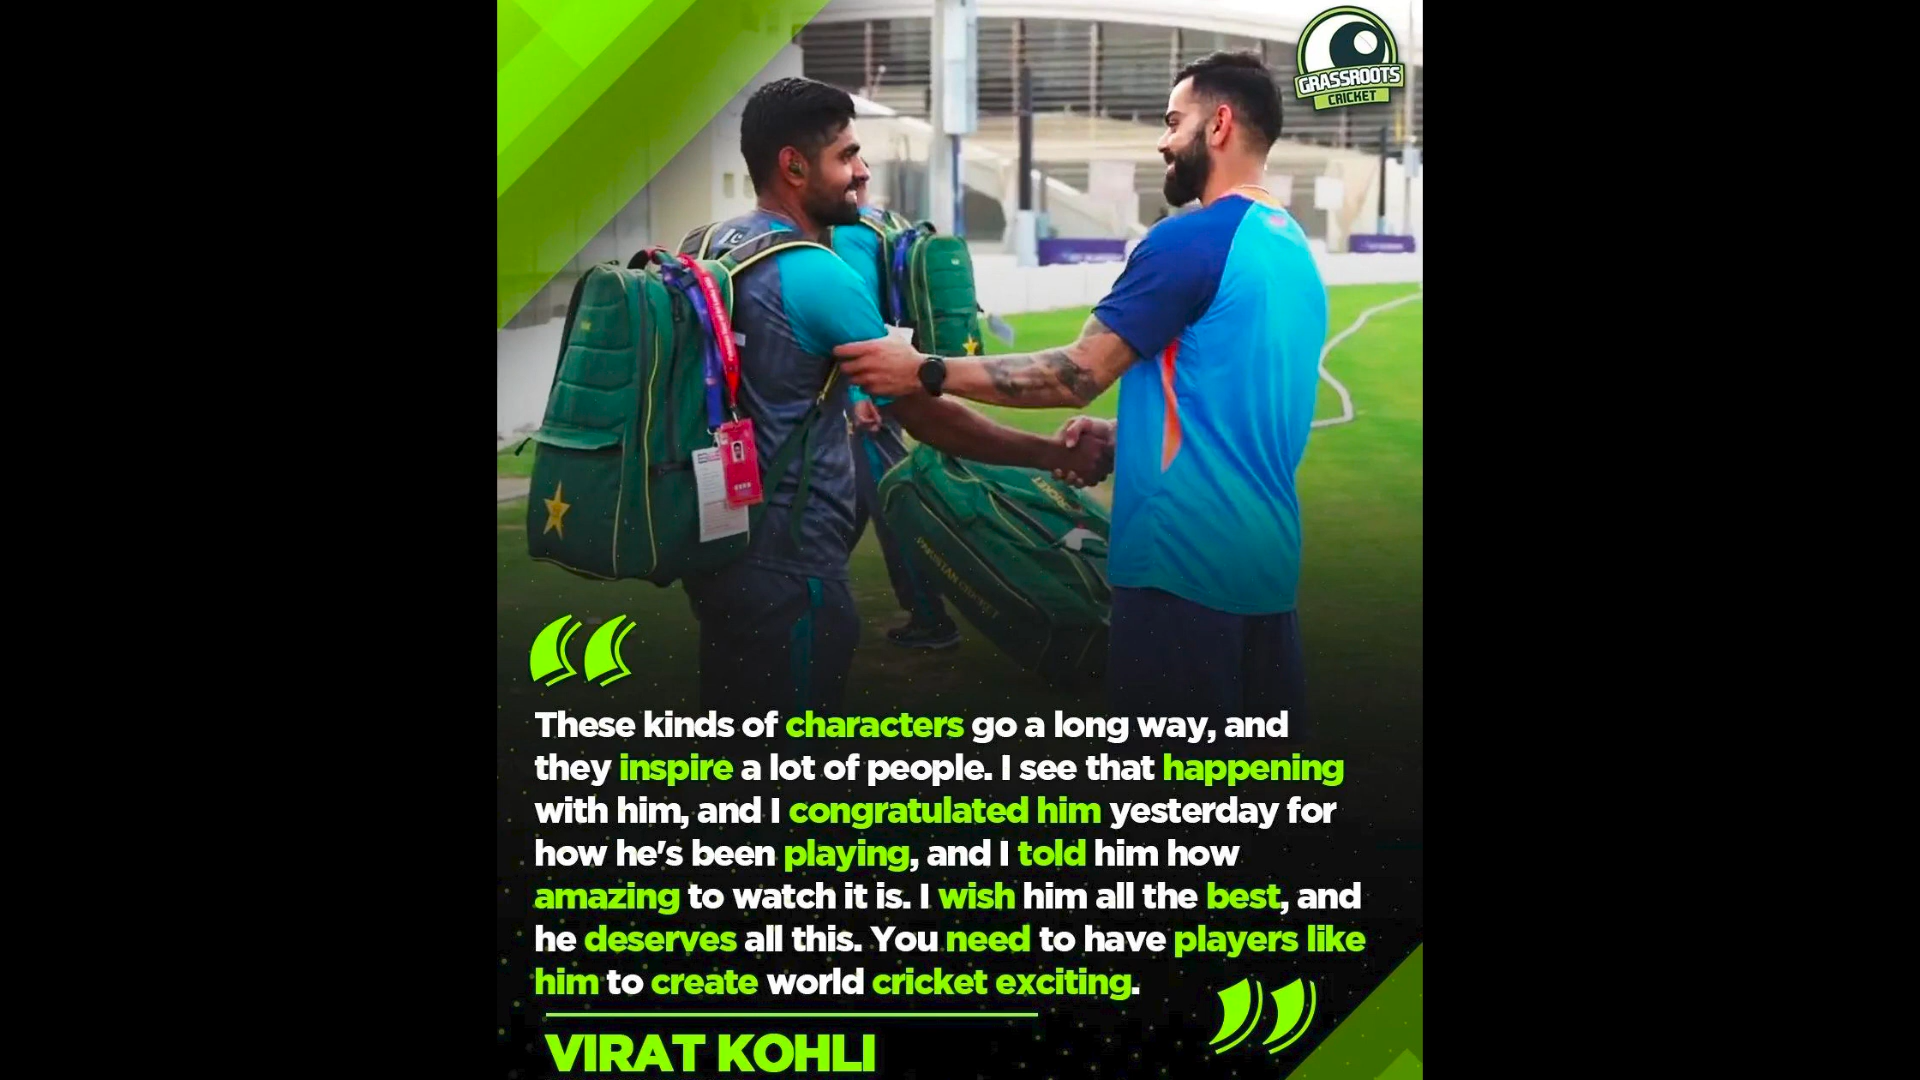 GRASSROOTS
CRICKET
CRICKET
PAKISTAN CRICKET
These kinds of characters go a long way, and
they inspire a lot of people. I see that happening
with him, and I congratulated him yesterday for
how he's been playing, and I told him how
amazing to watch it is. I wish him all the best, and
he deserves all this. You need to have players like
him to create world cricket exciting.
VIRAT KOHLI